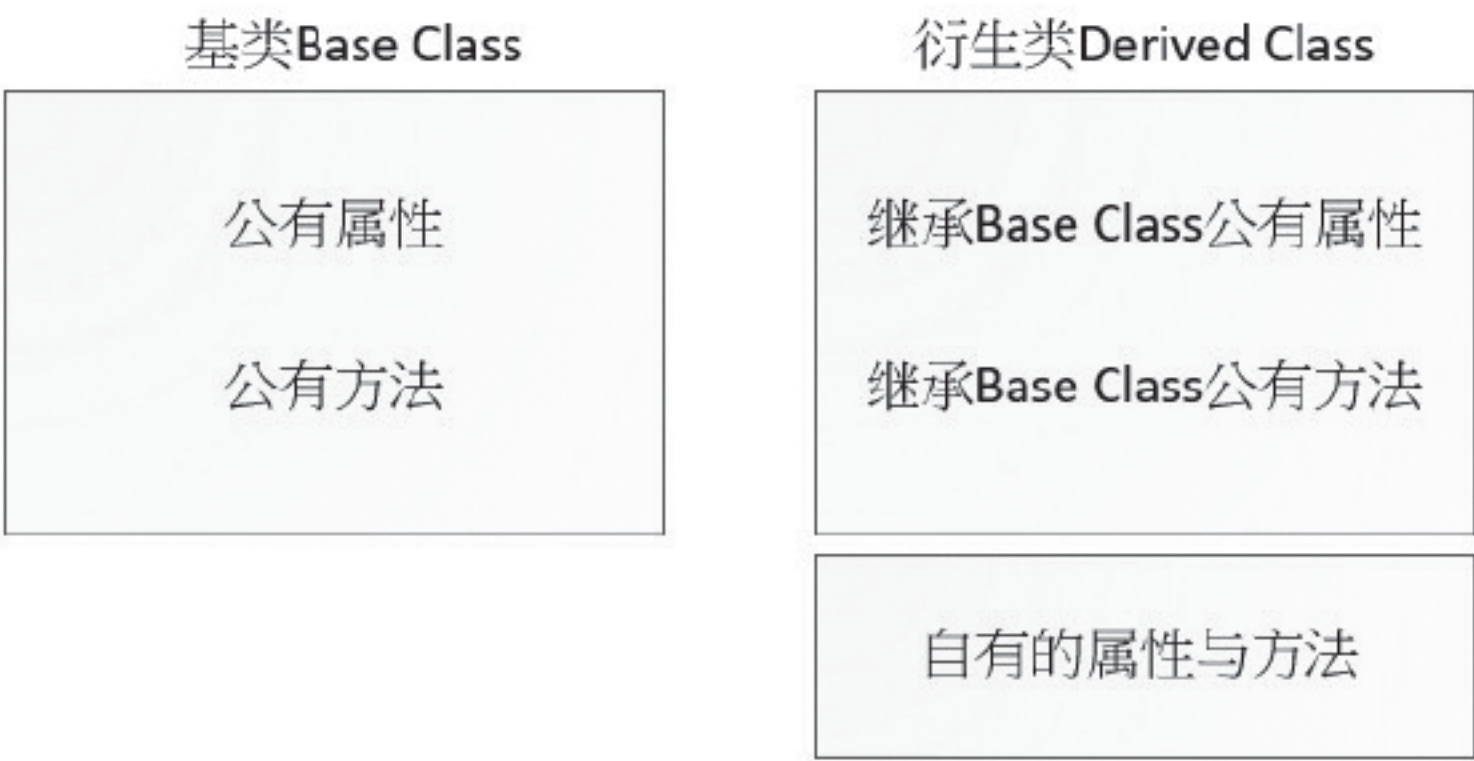 基类Base Class
公有属性
公有方法
衍生类Derived Class
继承Base Class公有属性
继承Base Class公有方法
自有的属性与方法